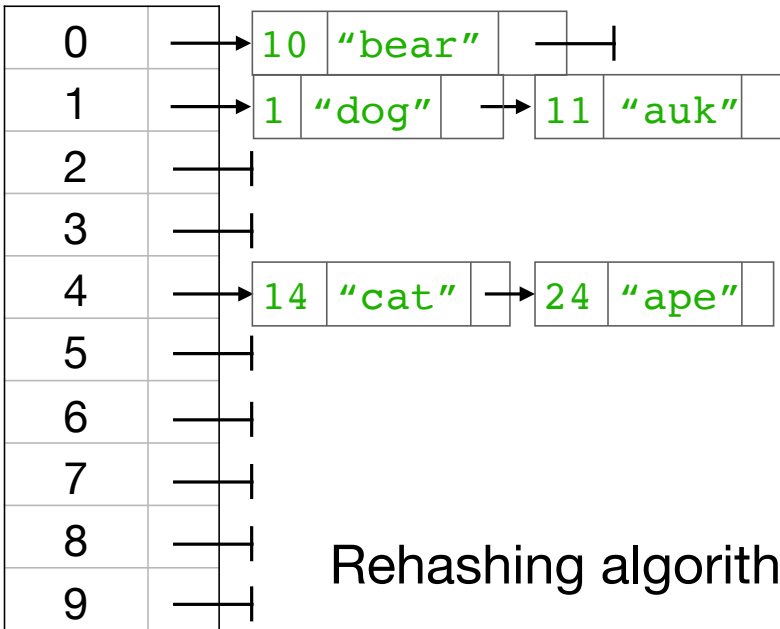 0 10 “bear”
1 1 “dog” 11 “auk”
2
3
4 14 “cat” 24 “ape”
5
6
7
8
Rehashing algorith
9